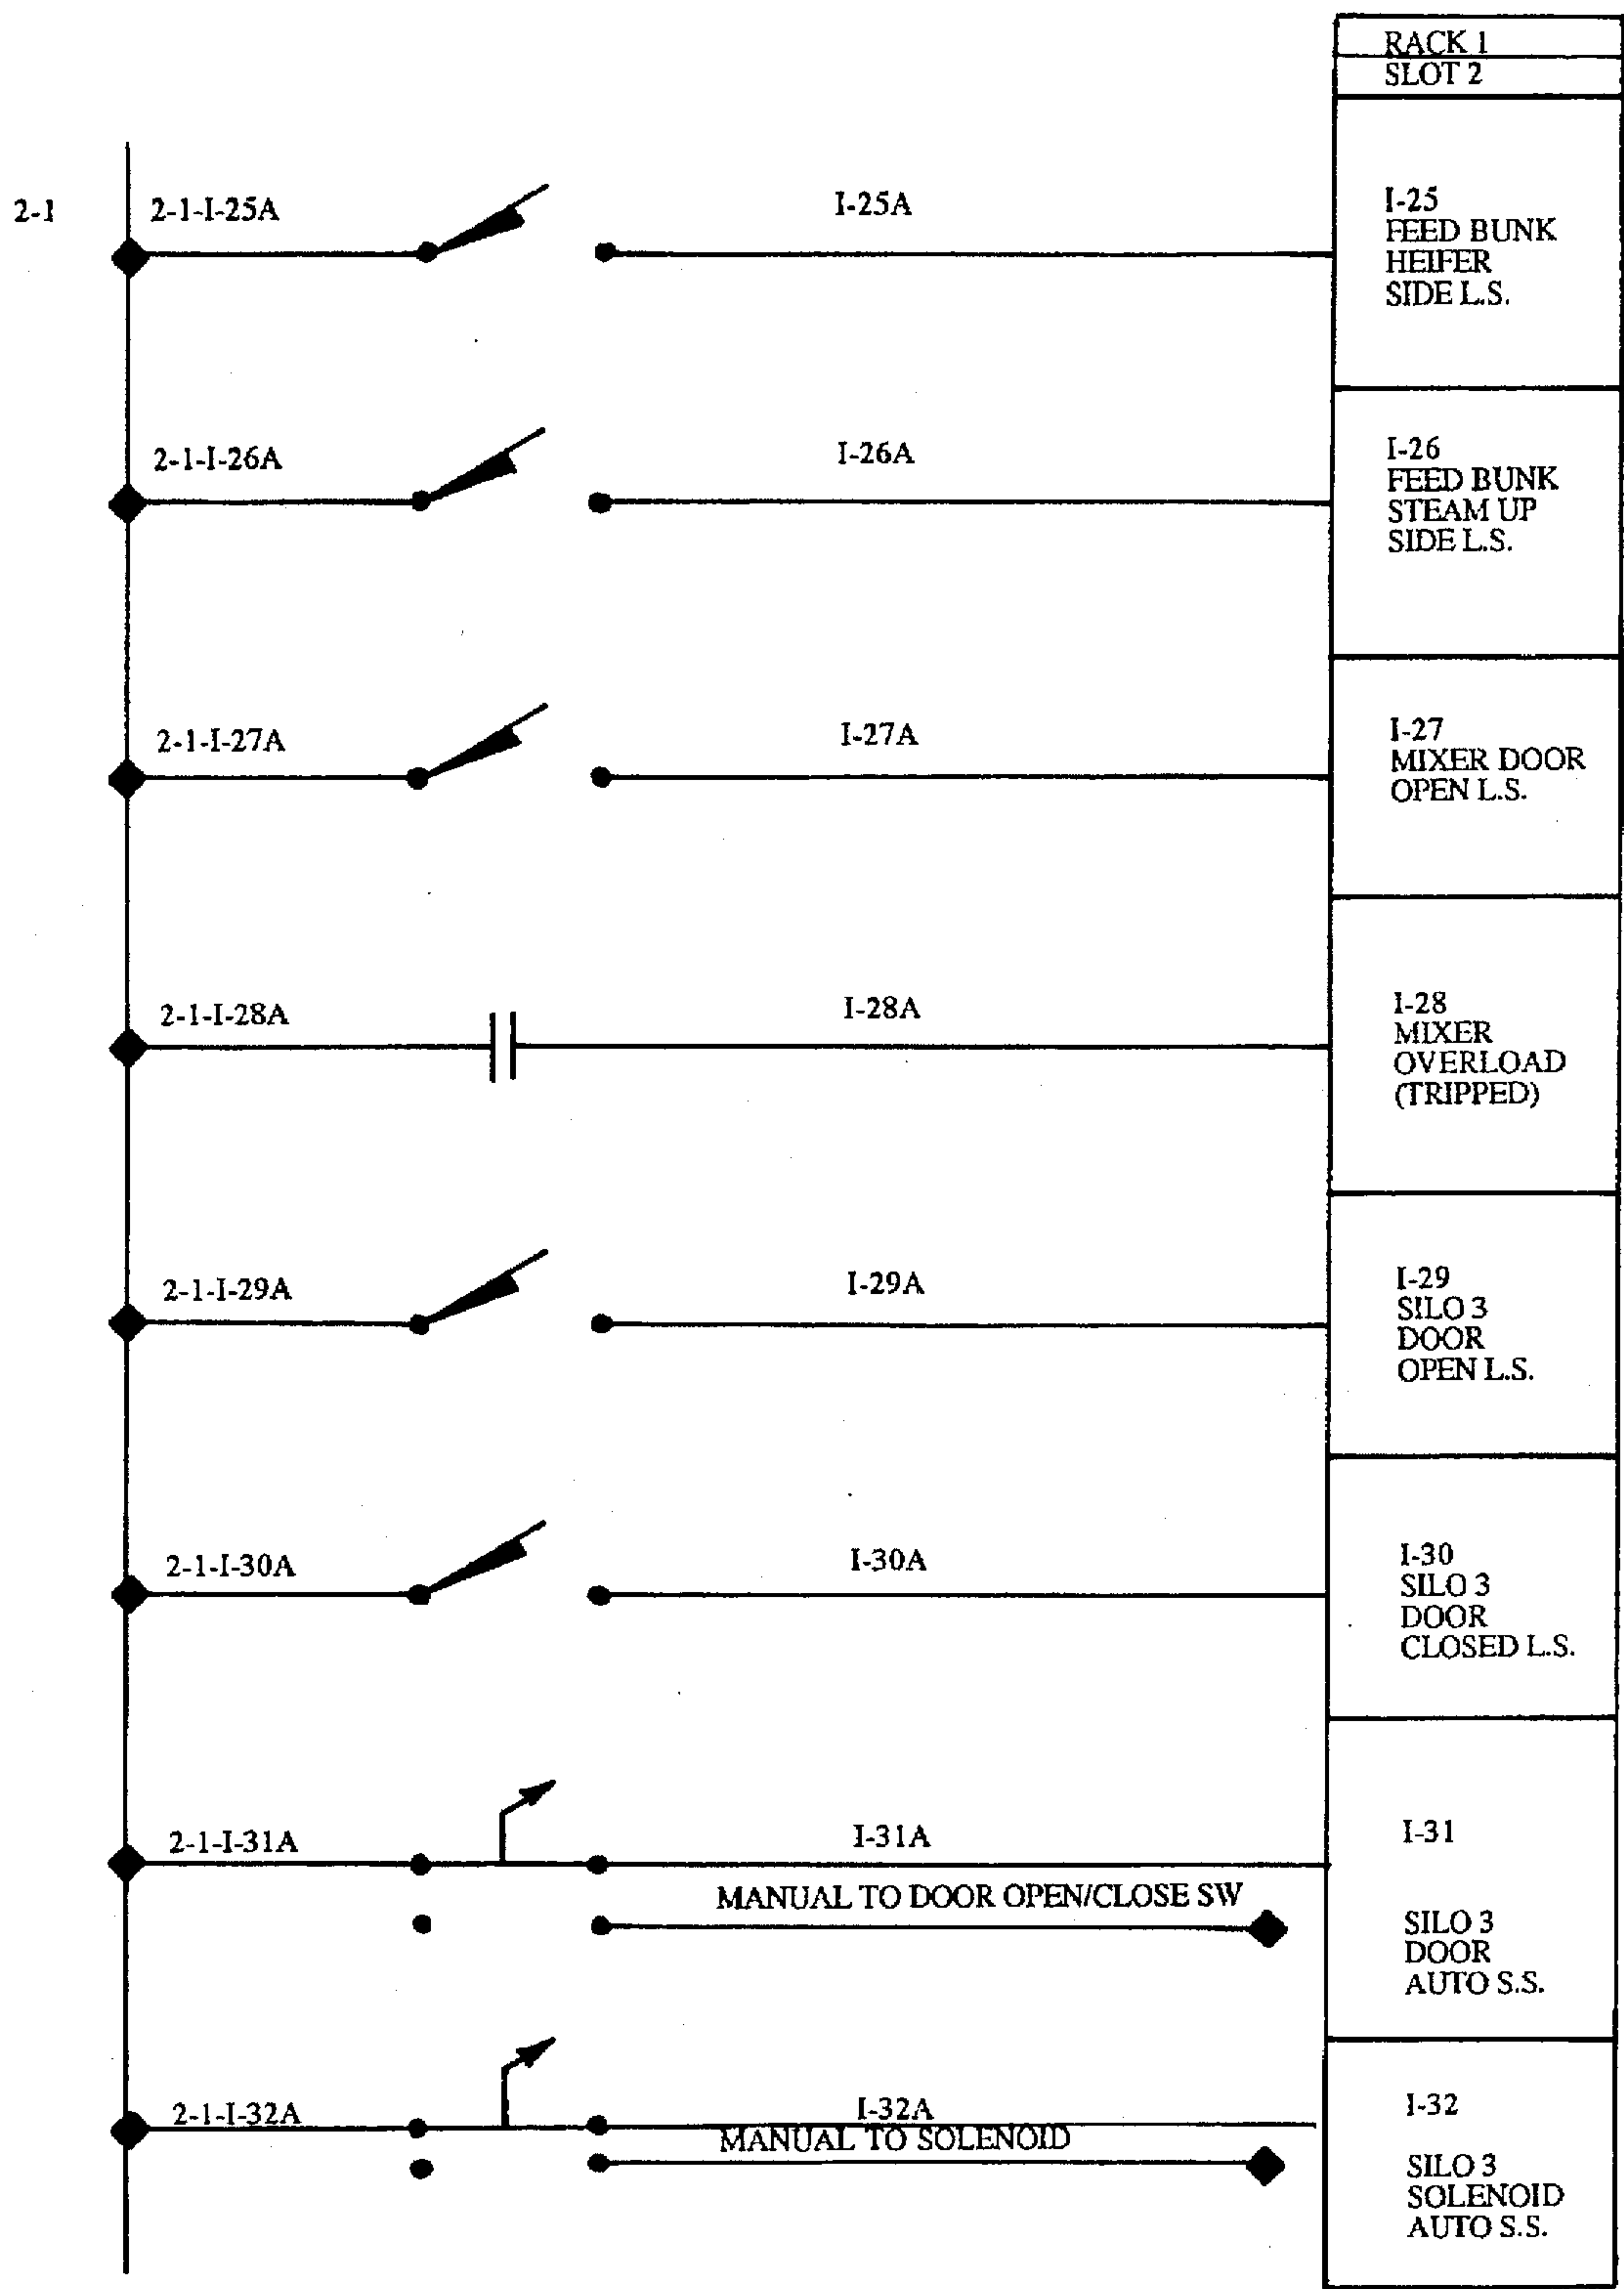 RACK 1
SLOT 2
2-1
2-1-I-25A
I-25A
I-25
FEED BUNK
HEIFER
SIDE L.S.
2-1-I-26A
I-26A
I-26
FEED BUNK
STEAM UP
SIDE L.S.
2-1-I-27A
I-27A
I-27
MIXER DOOR
OPEN L.S.
2-1-I-28A
I-28A
I-28
MIXER
OVERLOAD
(TRIPPED)
2-1-I-29A
I-29A
I-29
SILO 3
DOOR
OPEN L.S.
2-1-I-30A
I-30A
I-30
SILO 3
DOOR
CLOSED L.S.
2-1-I-31A
I-31A
I-31
MANUAL TO DOOR OPEN/CLOSE SW
SILO 3
DOOR
AUTO S.S.
2-1-I-32A
I-32A
I-32
MANUAL TO SOLENOID
SILO 3
SOLENOID
AUTO S.S.